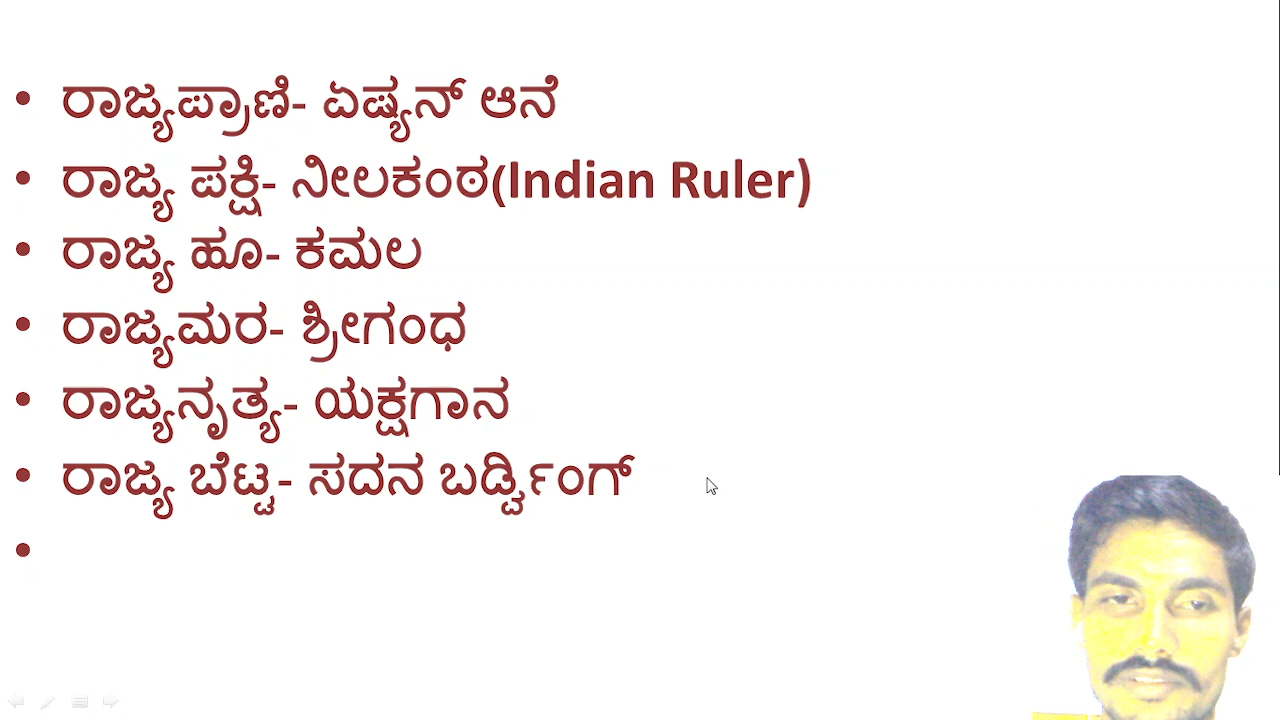 • ರಾಜ್ಯಪ್ರಾಣಿ- ಏಷ್ಯನ್ ಆನೆ
• ರಾಜ್ಯ ಪಕ್ಷಿ- ನೀಲಕಂಠ(Indian Ruler)
• ರಾಜ್ಯ ಹೂ- ಕಮಲ
• ರಾಜ್ಯಮರ- ಶ್ರೀಗಂಧ
• ರಾಜ್ಯನೃತ್ಯ- ಯಕ್ಷಗಾನ
• ರಾಜ್ಯ ಬೆಟ್ಟ- ಸದನ ಬರ್ಡ್ವಿಂಗ್
•